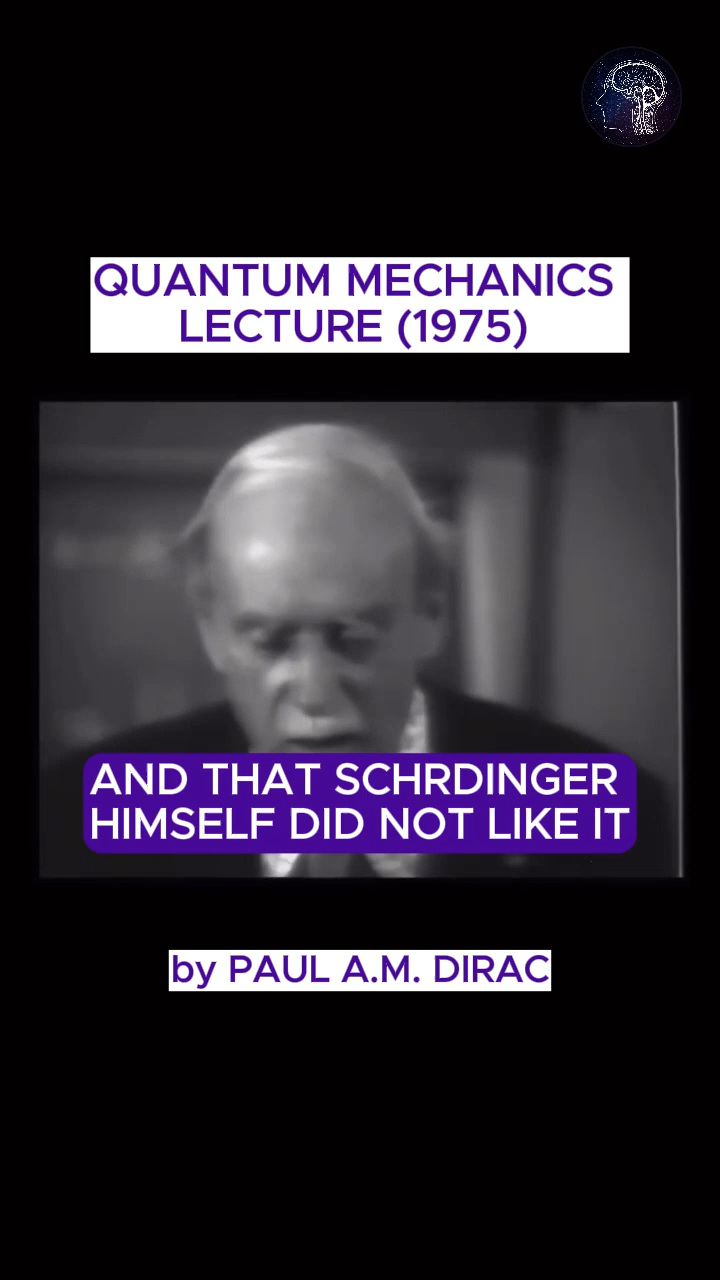 QUANTUM MECHANICS
LECTURE (1975)
AND THAT SCHRDINGER
HIMSELF DID NOT LIKE IT
by PAUL A.M. DIRAC